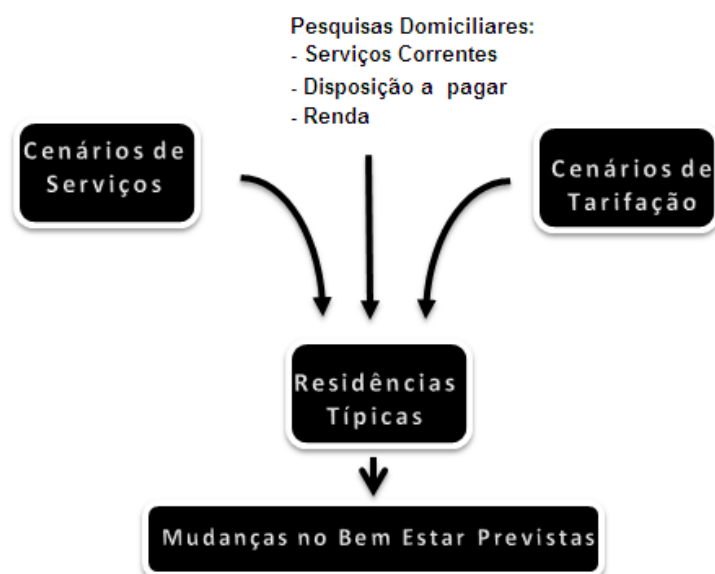 Pesquisas Domiciliares:
- Serviços Correntes
- Disposição a pagar
- Renda
Cenários de
Serviços
Cenários de
Tarifação
Residências
Típicas
Mudanças no Bem Estar Previstas